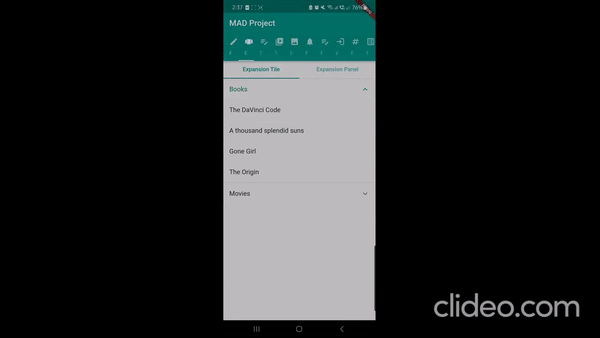 2:37
76%
MAD Project
Expansion Tile
Expansion Panel
Books
The DaVinci Code
A thousand splendid suns
Gone Girl
The Origin
Movies
clideo.com